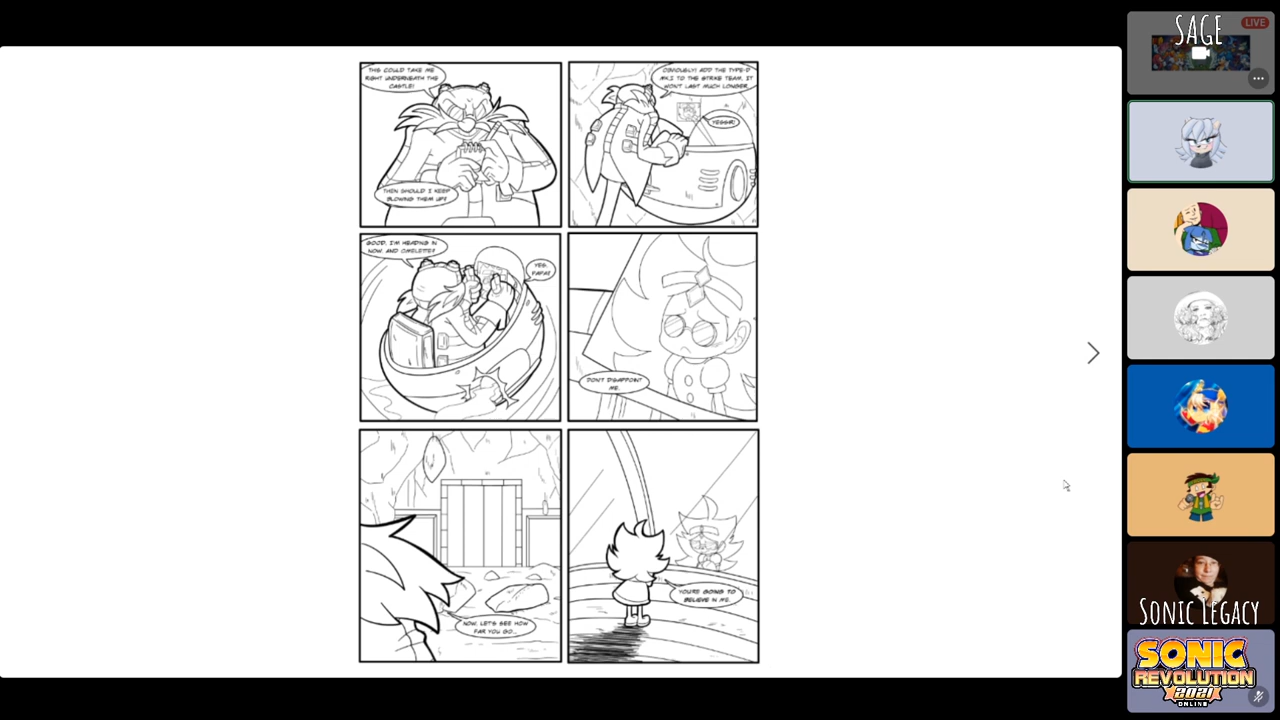 THIS COULD TAKE ME
RIGHT UNDERNEATH THE
CASTLE!
THEN SHOULD I KEEP
BLOWING THEM UP?
OBVIOUSLY! ADD THE TYPE-D
MK.2 TO THE STRIKE TEAM. IT
WON'T LAST MUCH LONGER.
YESSIR!
GOOD. I'M HEADING IN
NOW. AND OMELETTE?
YES,
PAPA?
DON'T DISAPPOINT
ME.
NOW, LET'S SEE HOW
FAR YOU GO...
YOU'RE GOING TO
BELIEVE IN ME.
SAGE
LIVE
SONIC LEGACY
SONIC
REVOLUTION
2021
ONLINE